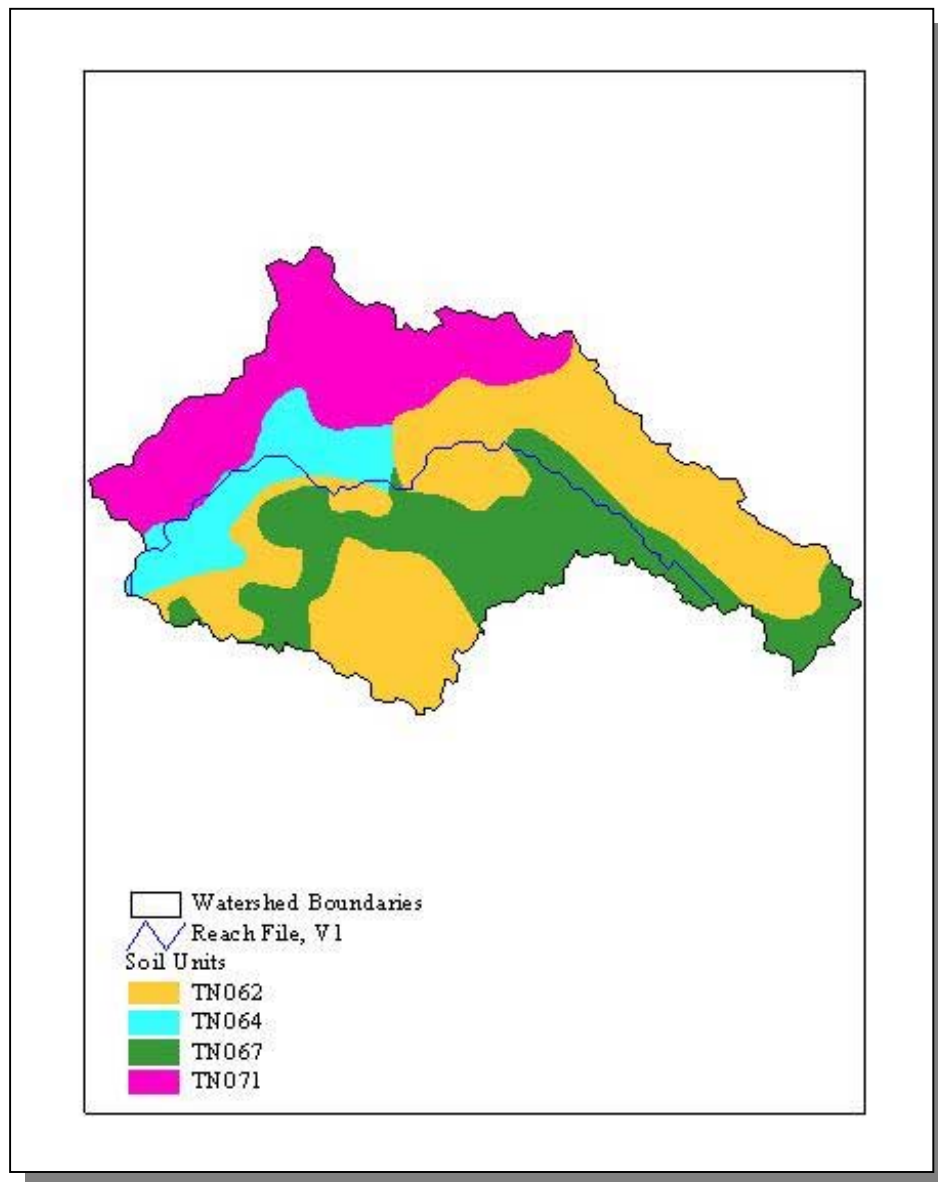 Watershed Boundaries
Reach File, V1
Soil Units
TN062
TN064
TN067
TN071